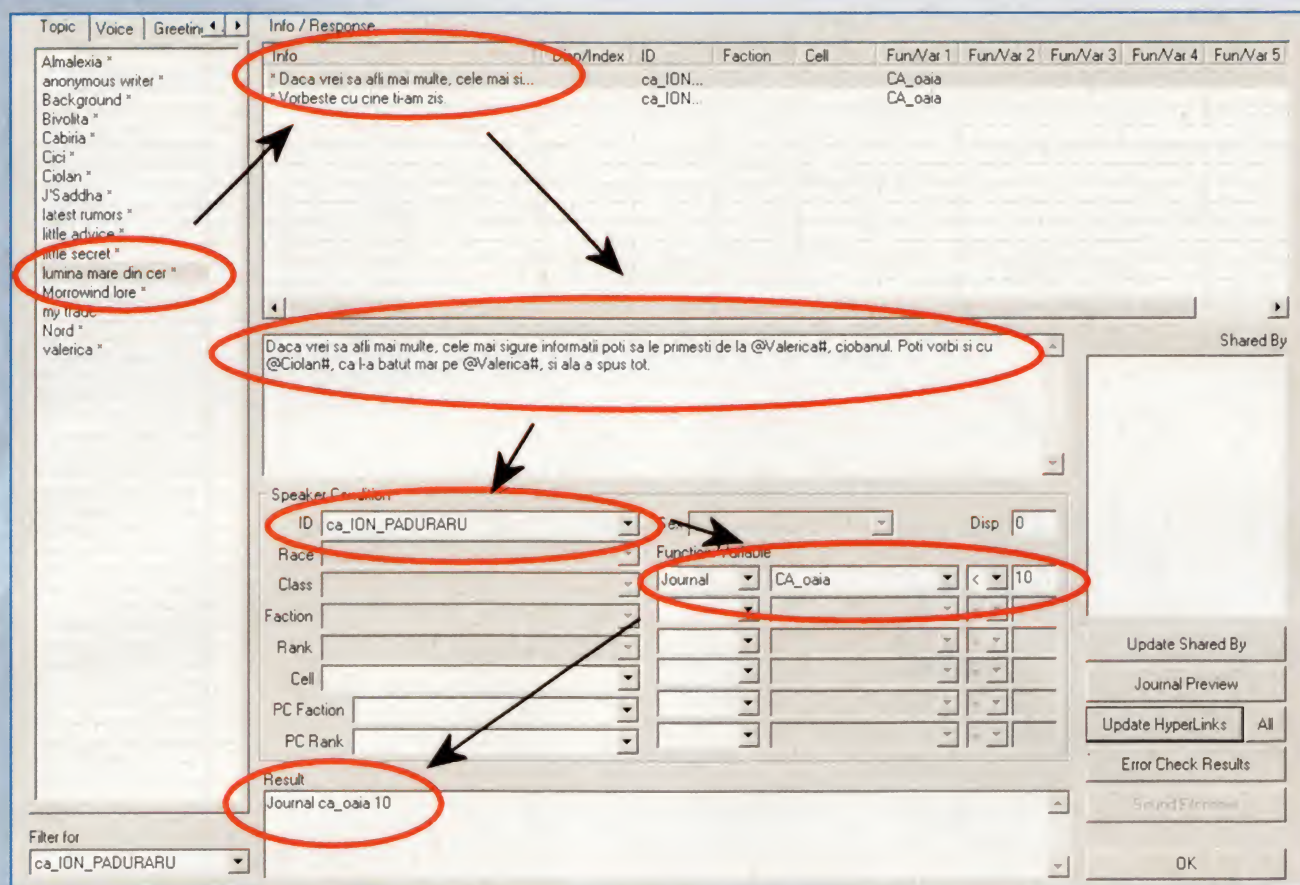 Topic Voice Greeting
Almalexia *
anonymous writer *
Background *
Bivolita *
Cabiria *
Cici *
Ciolan *
J'Saddha *
latest rumors *
little advice *
little secret *
lumina mare din cer *
Morrowind lore *
my trade
Nord *
valerica *
Filter for
ca_ION_PADURARU
Info / Response
Info Disp/Index ID Faction Cell Fun/Var 1 Fun/Var 2 Fun/Var 3 Fun/Var 4 Fun/Var 5
* Daca vrei sa afli mai multe, cele mai si... ca_ION... CA_oaia
* Vorbeste cu cine ti-am zis. ca_ION... CA_oaia
Daca vrei sa afli mai multe, cele mai sigure informatii poti sa le primesti de la @Valerica#, ciobanul. Poti vorbi si cu
@Ciolan#, ca l-a batut mar pe @Valerica#, si ala a spus tot.
Speaker Condition
ID ca_ION_PADURARU Sex Disp 0
Race
Class
Faction
Rank
Cell
PC Faction
PC Rank
Function/Variable
Journal CA_oaia < 10
Result
Journal ca_oaia 10
Shared By
Update Shared By
Journal Preview
Update HyperLinks All
Error Check Results
OK